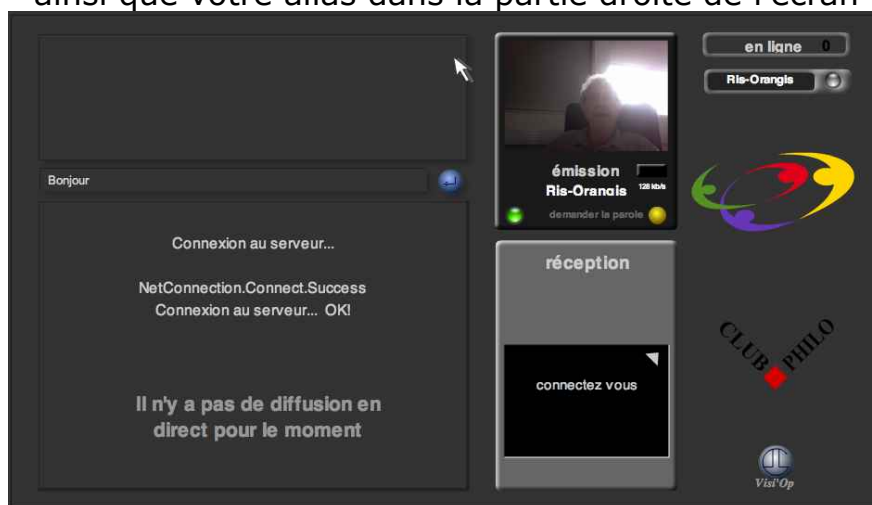 ainsi que votre alias dans la partie droite de l'écran
Bonjour
Connexion au serveur...
NetConnection.Connect.Success
Connexion au serveur... OK!
Il n'y a pas de diffusion en
direct pour le moment
émission
128 kb/s
Ris-Orangis
demander la parole
réception
connectez vous
en ligne 0
Ris-Orangis
CLUB PHILO
Visi'Op